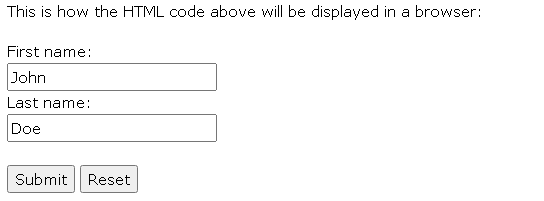 This is how the HTML code above will be displayed in a browser:
First name:
John
Last name:
Doe
Submit Reset